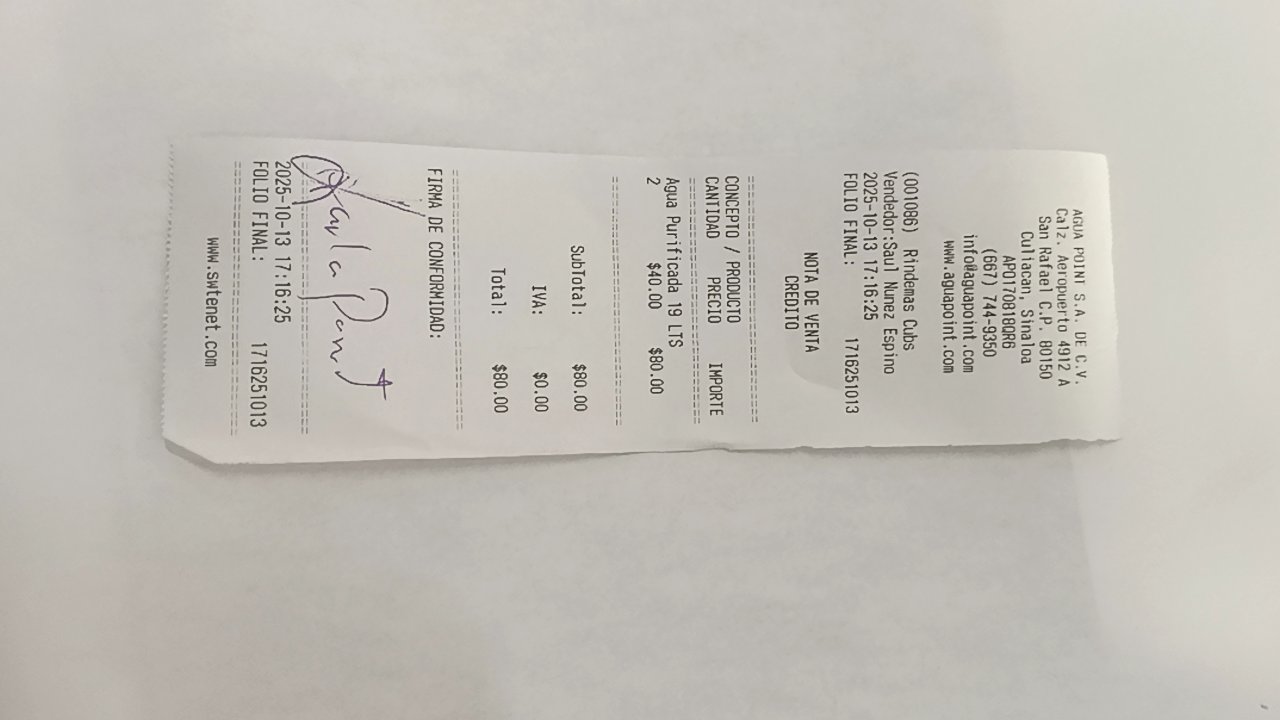 AGUA POINT S.A. DE C.V.
Calz. Aeropuerto 4912 A
San Rafael C.P. 80150
Culiacan, Sinaloa
APO170818QR6
(667) 744-9350
info@aguapoint.com
www.aguapoint.com
(001086) Rindemas Cubs
Vendedor:Saul Nunez Espino
2025-10-13 17:16:25
FOLIO FINAL: 1716251013
NOTA DE VENTA
CREDITO
CONCEPTO / PRODUCTO
CANTIDAD PRECIO IMPORTE
Agua Purificada 19 LTS
2 $40.00 $80.00
SubTotal: $80.00
IVA: $0.00
Total: $80.00
FIRMA DE CONFORMIDAD:
Karla
2025-10-13 17:16:25
FOLIO FINAL: 1716251013
www.swtenet.com